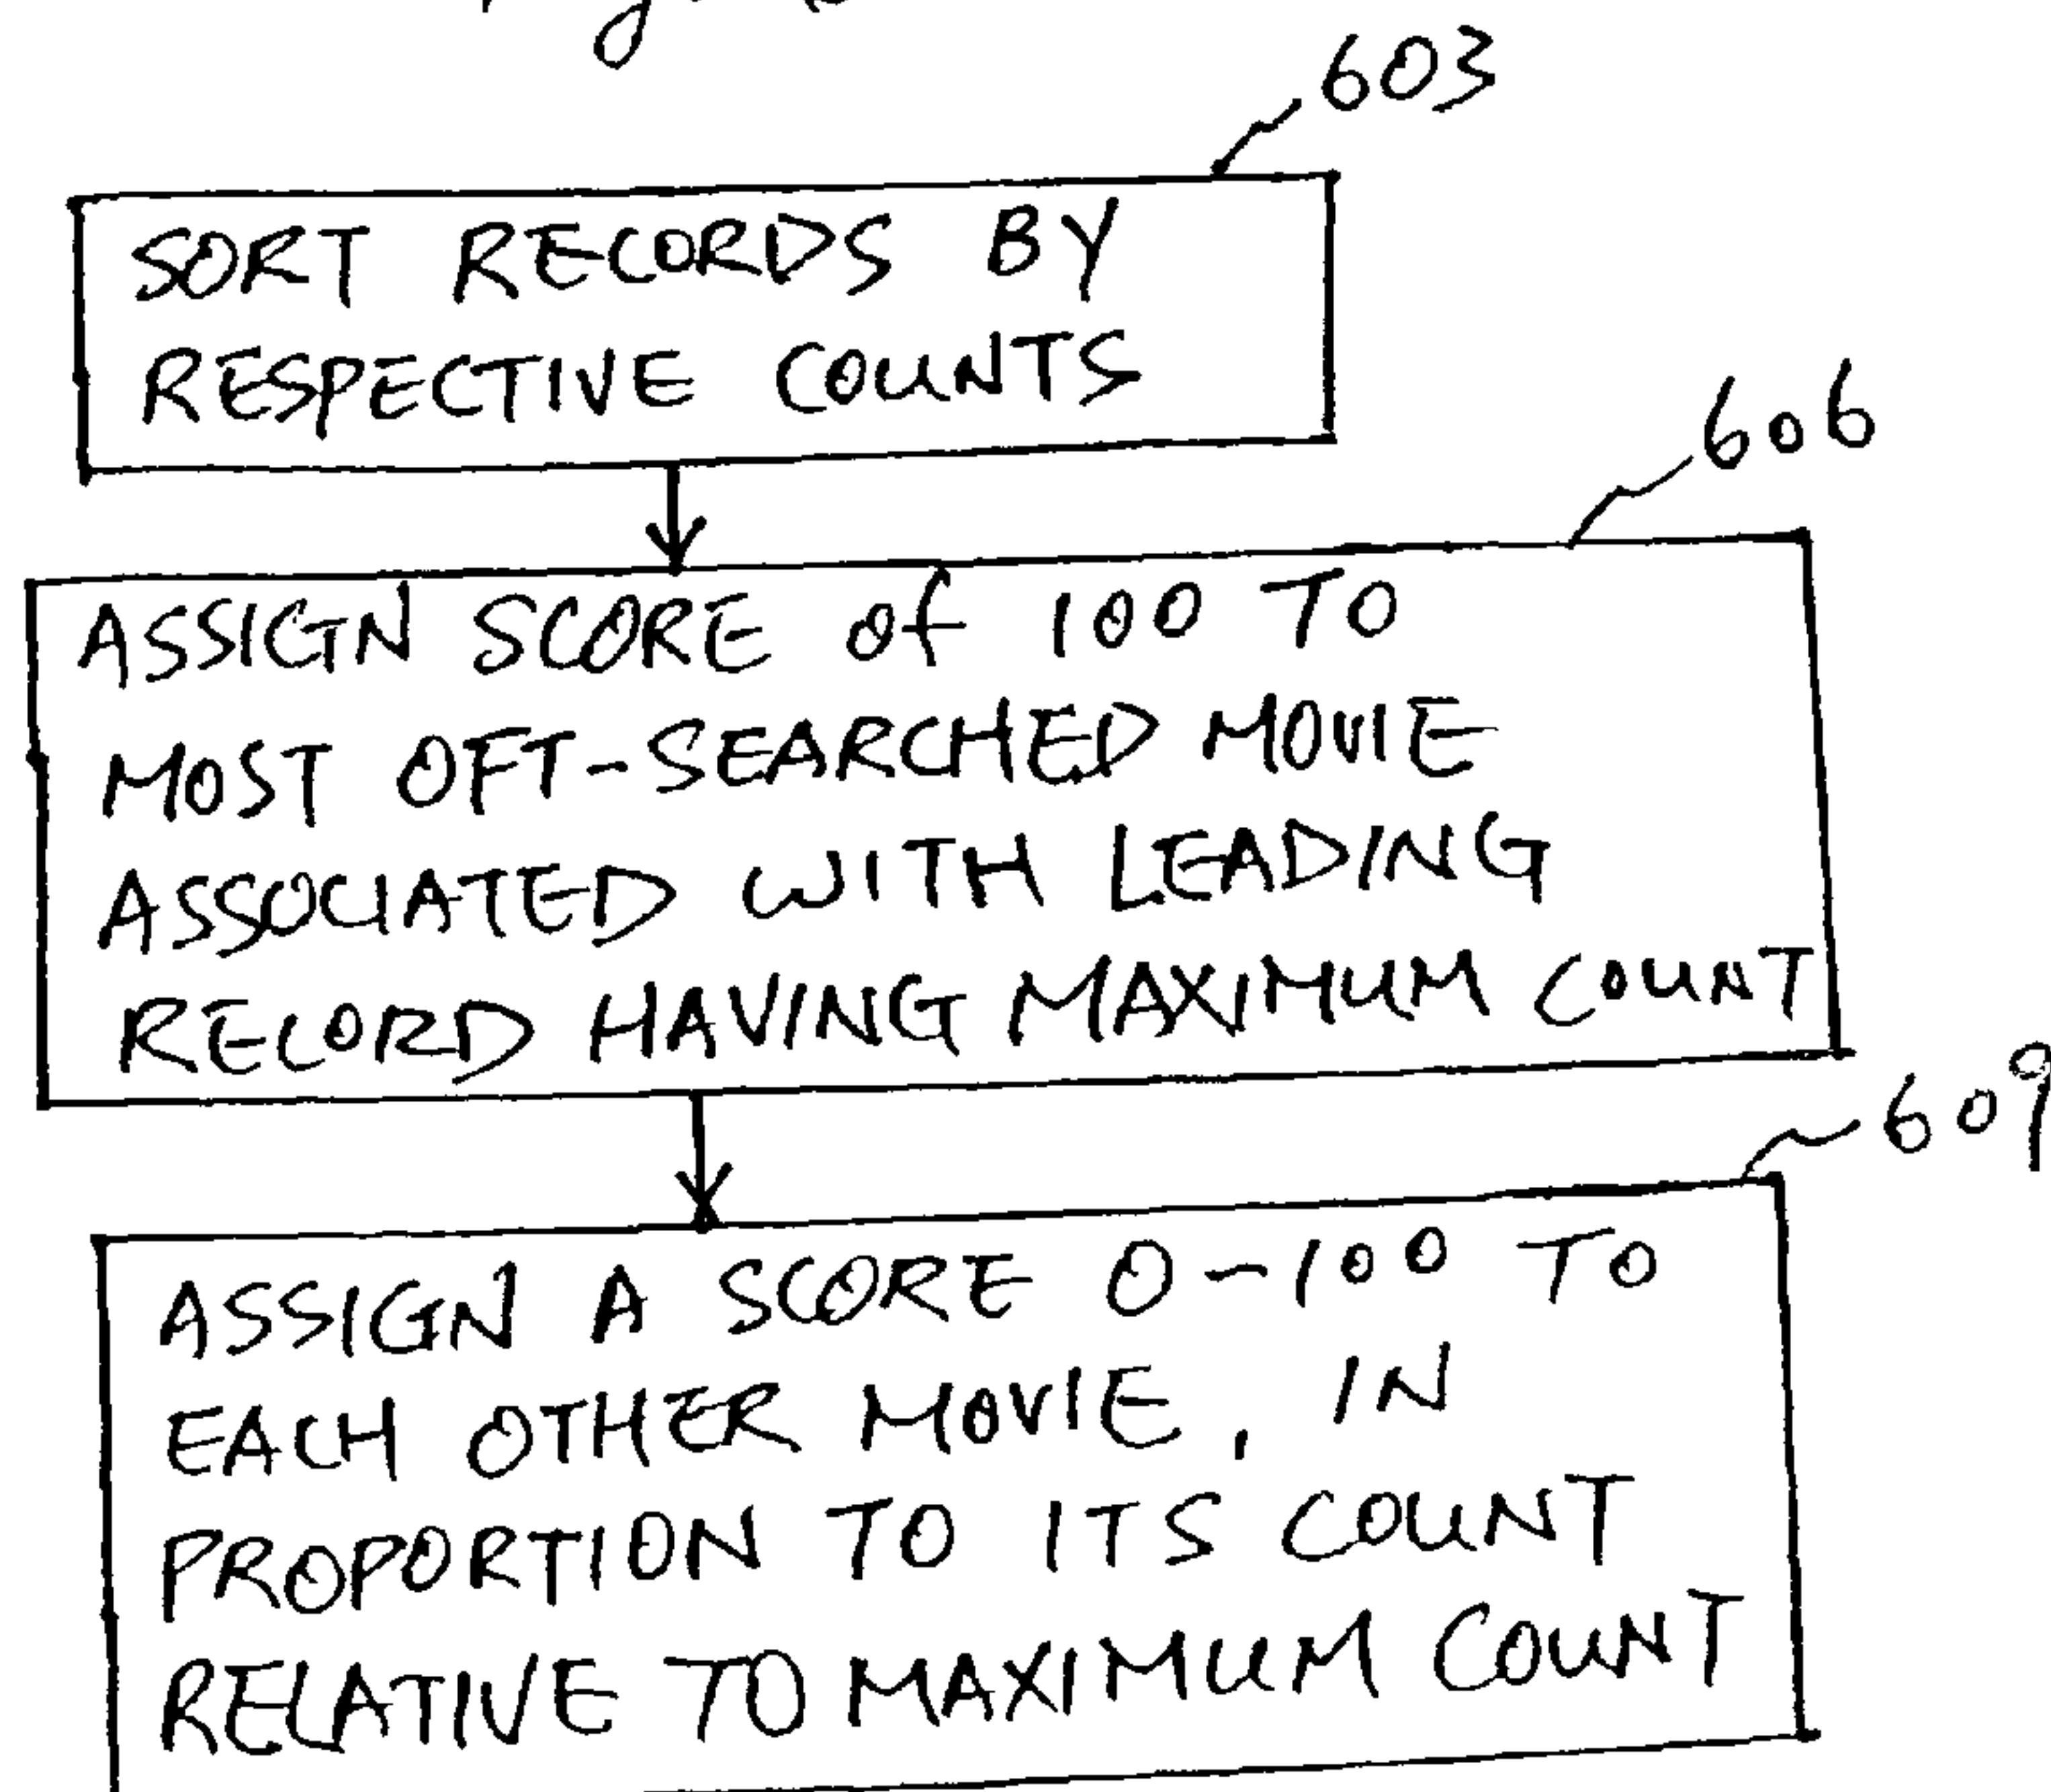 603
SORT RECORDS BY
RESPECTIVE COUNTS
606
ASSIGN SCORE of 100 TO
MOST OFT-SEARCHED MOVIE
ASSOCIATED WITH LEADING
RECORD HAVING MAXIMUM COUNT
609
ASSIGN A SCORE 0-100 TO
EACH OTHER MOVIE, IN
PROPORTION TO ITS COUNT
RELATIVE TO MAXIMUM COUNT